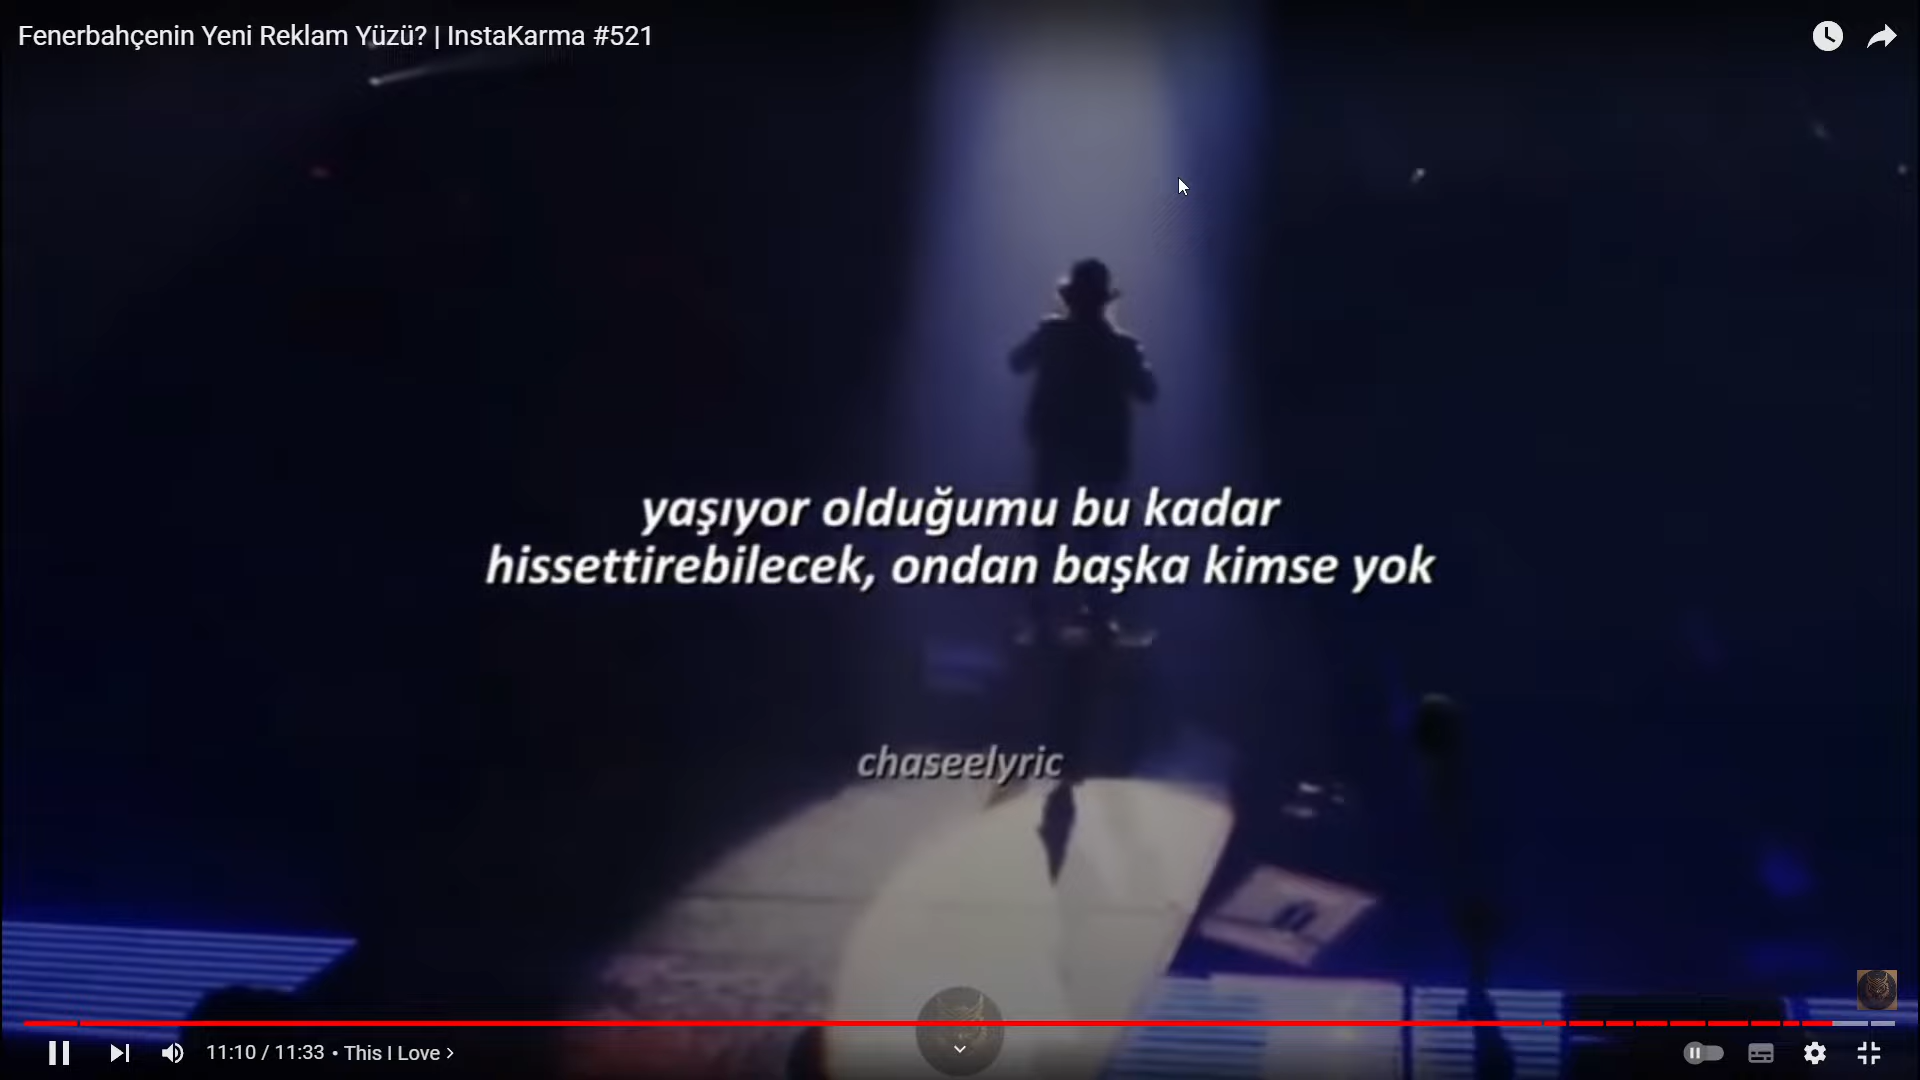 Fenerbahçenin Yeni Reklam Yüzü? | InstaKarma #521
yaşıyor olduğumu bu kadar
hissettirebilecek, ondan başka kimse yok
chaseelyric
11:10 / 11:33 • This I Love ›